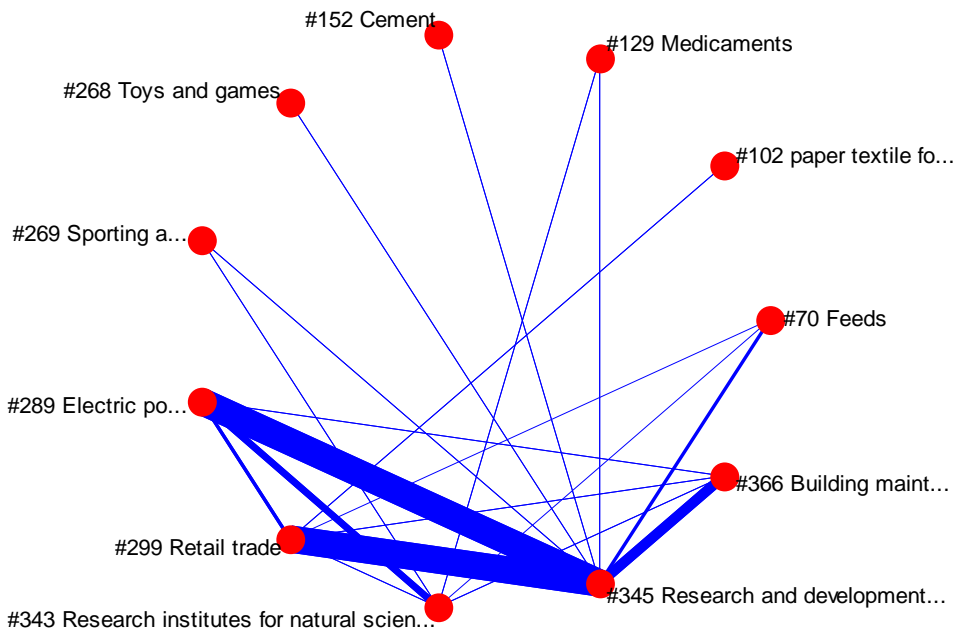 #152 Cement
#129 Medicaments
#268 Toys and games
#102 paper textile fo...
#269 Sporting a...
#70 Feeds
#289 Electric po...
#366 Building maint...
#299 Retail trade
#345 Research and development...
#343 Research institutes for natural scien...